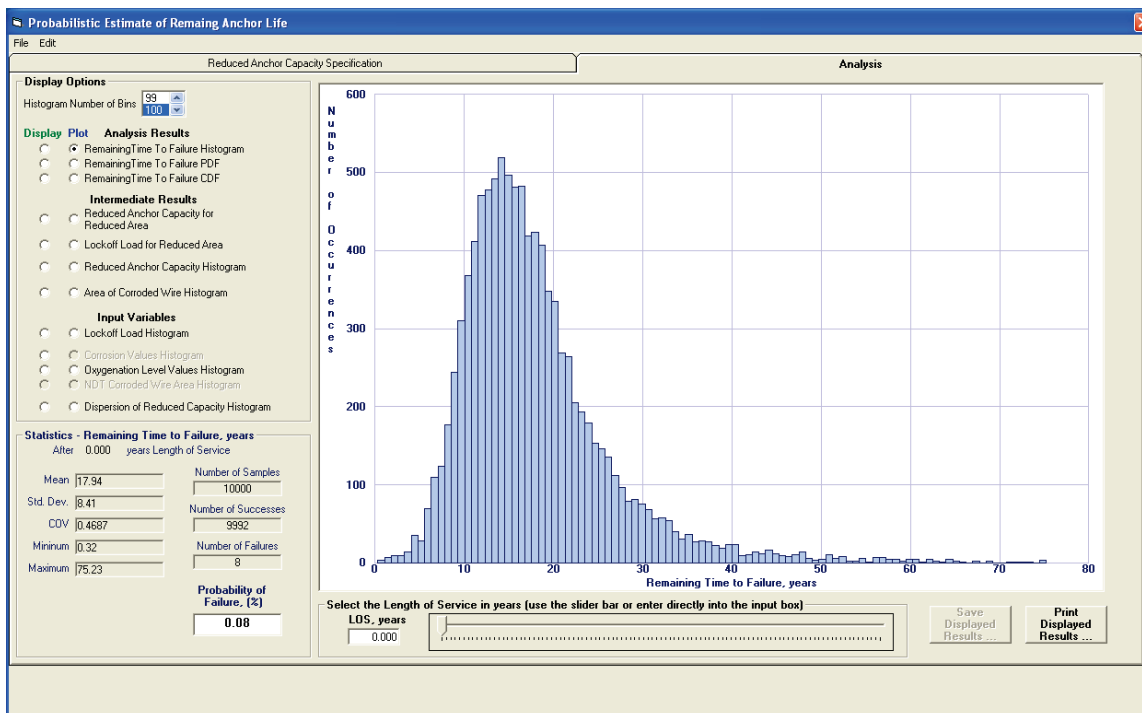 Probabilistic Estimate of Remaing Anchor Life
File Edit
Reduced Anchor Capacity Specification
Analysis
Display Options
Histogram Number of Bins 99
100
Display Plot Analysis Results
RemainingTime To Failure Histogram
RemainingTime To Failure PDF
RemainingTime To Failure CDF
Intermediate Results
Reduced Anchor Capacity for
Reduced Area
Lockoff Load for Reduced Area
Reduced Anchor Capacity Histogram
Area of Corroded Wire Histogram
Input Variables
Lockoff Load Histogram
Corrosion Values Histogram
Oxygenation Level Values Histogram
NDT Corroded Wire Area Histogram
Dispersion of Reduced Capacity Histogram
Statistics - Remaining Time to Failure, years
After 0.000 years Length of Service
Mean 17.94
Std. Dev. 8.41
COV 0.4687
Mininum 0.32
Maximum 75.23
Number of Samples
10000
Number of Successes
9992
Number of Failures
8
Probability of
Failure, (%)
0.08
Number of Occurrences
600
500
400
300
200
100
0
0 10 20 30 40 50 60 70 80
Remaining Time to Failure, years
Select the Length of Service in years (use the slider bar or enter directly into the input box)
LOS, years
0.000
Save
Displayed
Results ...
Print
Displayed
Results ...